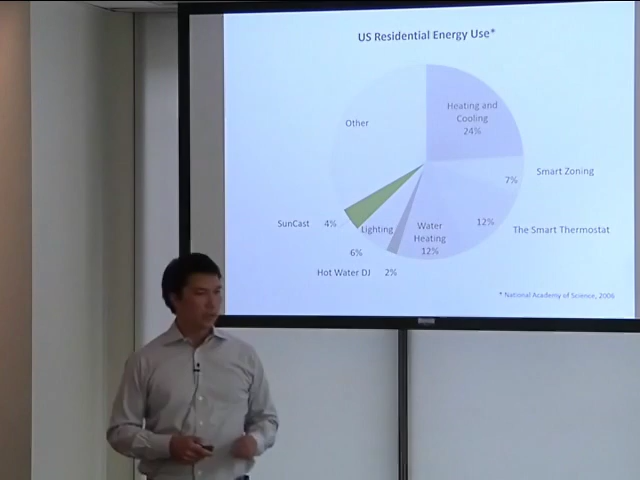 US Residential Energy Use*
Heating and
Cooling
24%
Other
Smart Zoning
7%
12%
The Smart Thermostat
SunCast
4%
Lighting
6%
Water
Heating
12%
Hot Water DJ
2%
* National Academy of Science, 2006